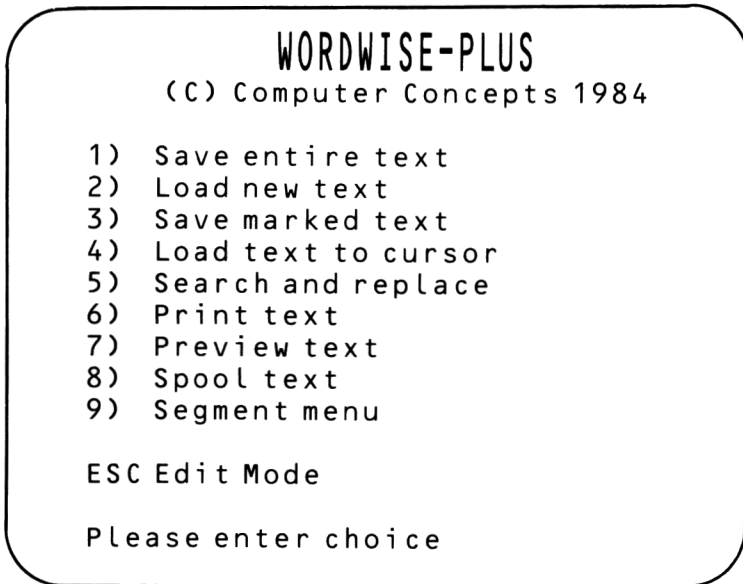 WORDWISE-PLUS
(C) Computer Concepts 1984
1) Save entire text
2) Load new text
3) Save marked text
4) Load text to cursor
5) Search and replace
6) Print text
7) Preview text
8) Spool text
9) Segment menu
ESC Edit Mode
Please enter choice